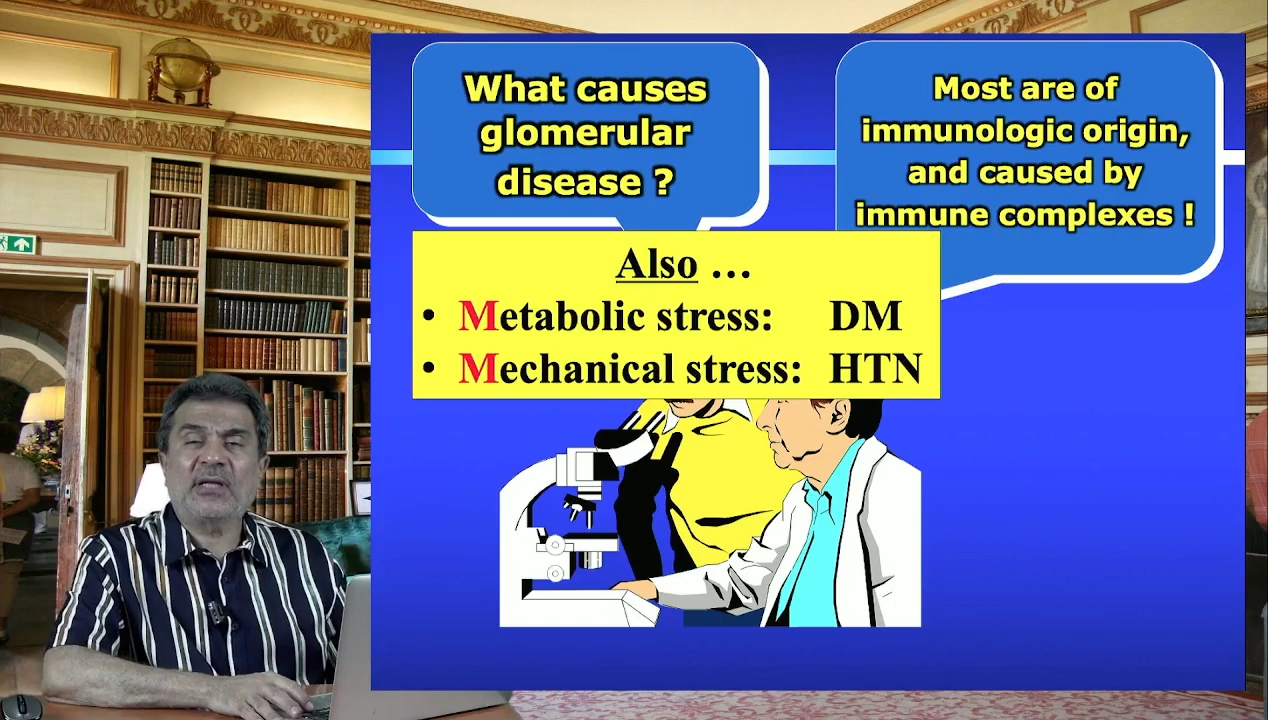 What causes
glomerular
disease ?
Most are of
immunologic origin,
and caused by
immune complexes !
Also …
• Metabolic stress: DM
• Mechanical stress: HTN